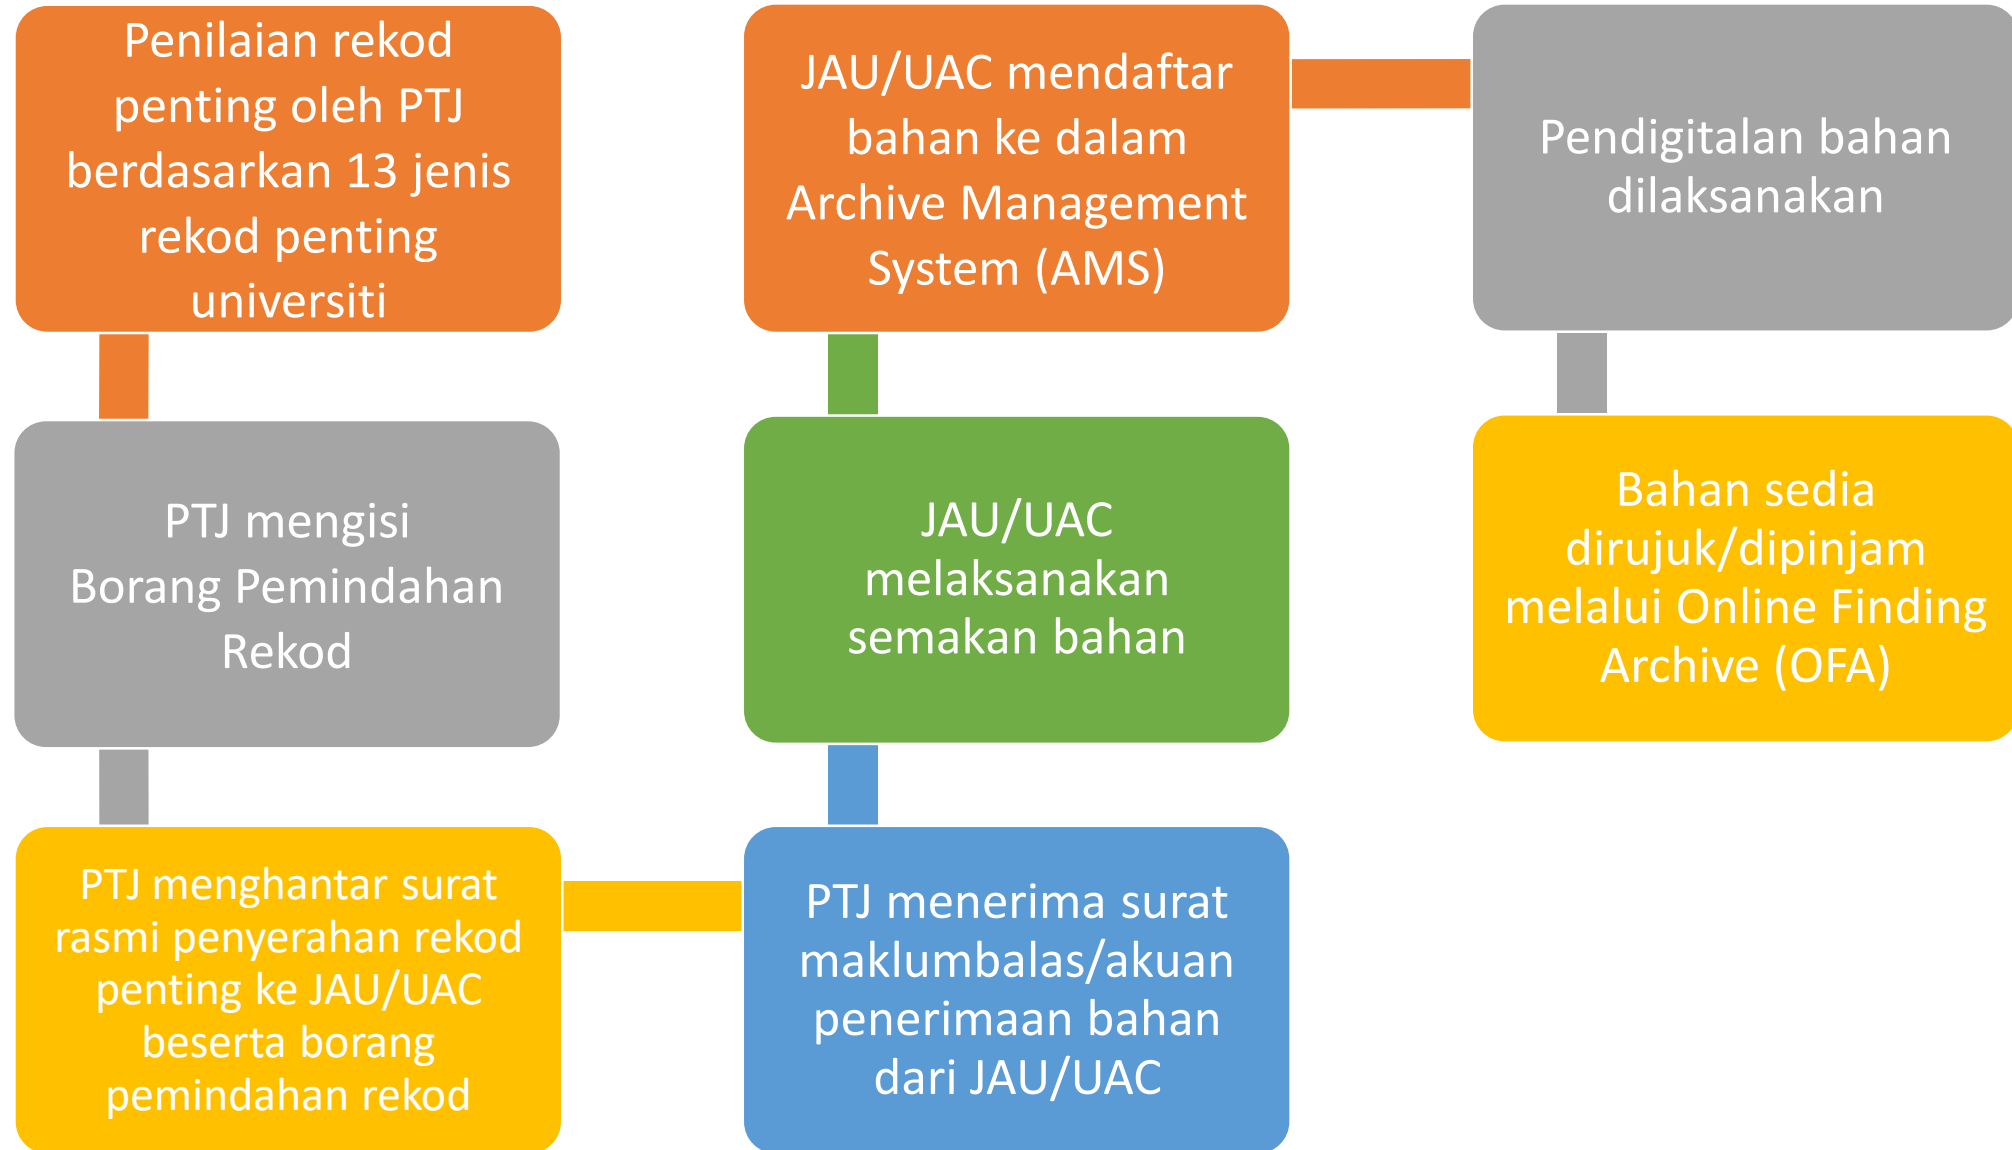 Penilaian rekod
penting oleh PTJ
berdasarkan 13 jenis
rekod penting
universiti
PTJ mengisi
Borang Pemindahan
Rekod
PTJ menghantar surat
rasmi penyerahan rekod
penting ke JAU/UAC
beserta borang
pemindahan rekod
PTJ menerima surat
maklumbalas/akuan
penerimaan bahan
dari JAU/UAC
JAU/UAC
melaksanakan
semakan bahan
JAU/UAC mendaftar
bahan ke dalam
Archive Management
System (AMS)
Pendigitalan bahan
dilaksanakan
Bahan sedia
dirujuk/dipinjam
melalui Online Finding
Archive (OFA)